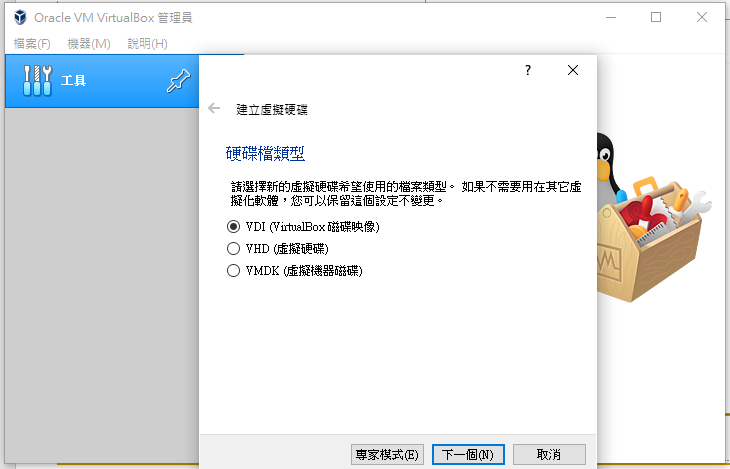 Oracle VM VirtualBox 管理員
檔案(F) 機器(M) 說明(H)
工具
?
建立虛擬硬碟
硬碟檔類型
請選擇新的虛擬硬碟希望使用的檔案類型。 如果不需要用在其它虛
擬化軟體，您可以保留這個設定不變更。
VDI (VirtualBox 磁碟映像)
VHD (虛擬硬碟)
VMDK (虛擬機器磁碟)
專家模式(E) 下一個(N) 取消